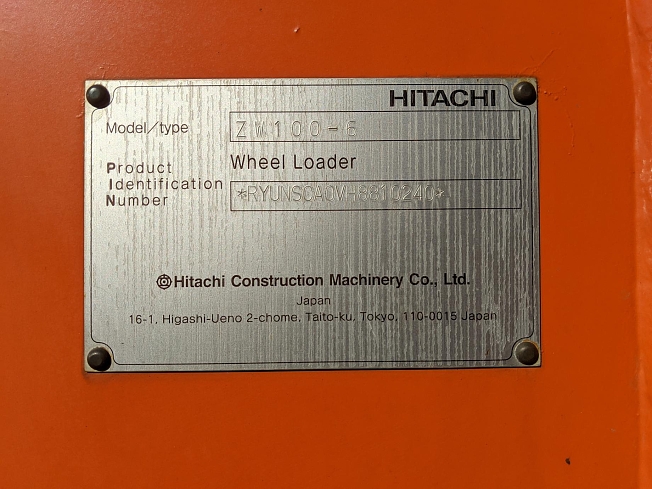 HITACHI
Model/type ZW100-6
Wheel Loader
Product
Identification
Number *RYUNSCA0VH8810240*
Hitachi Construction Machinery Co., Ltd.
Japan
16-1, Higashi-Ueno 2-chome, Taito-ku, Tokyo, 110-0015 Japan